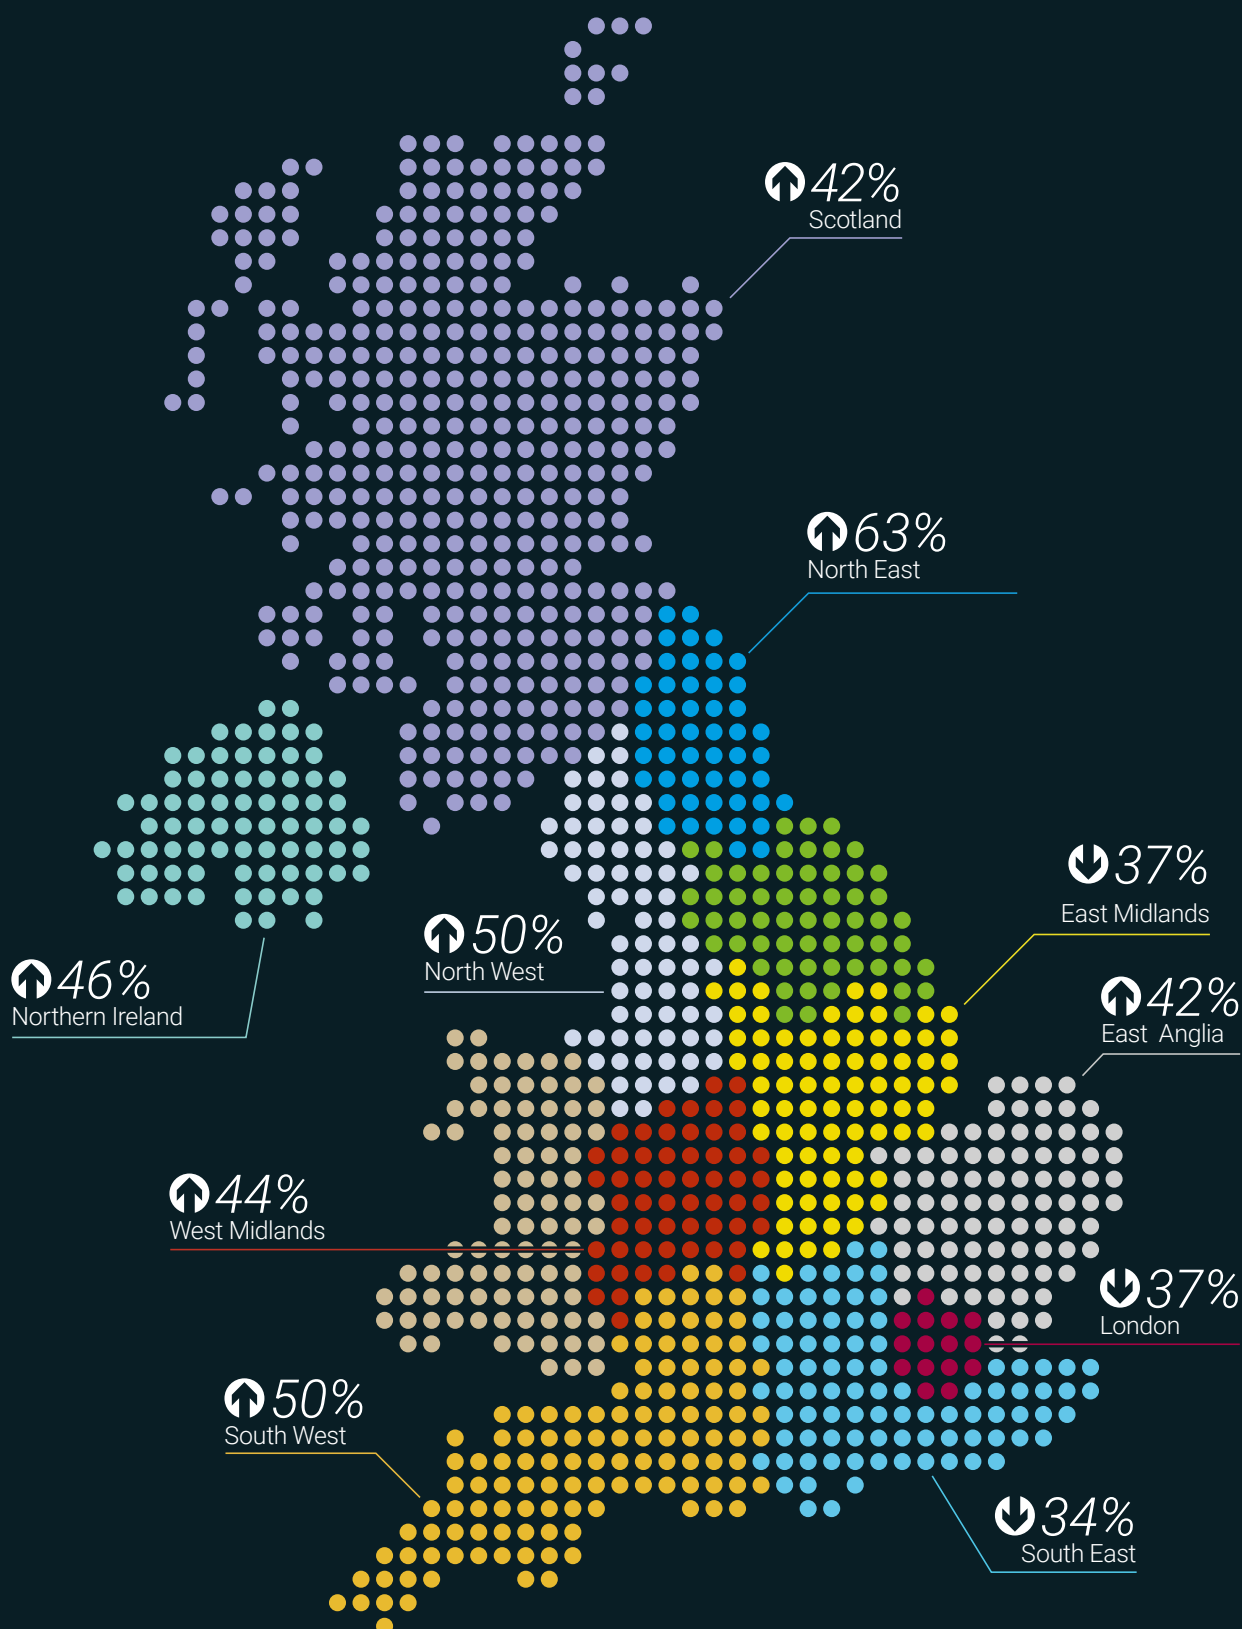 42%
Scotland
63%
North East
37%
East Midlands
50%
North West
46%
Northern Ireland
42%
East Anglia
44%
West Midlands
37%
London
50%
South West
34%
South East